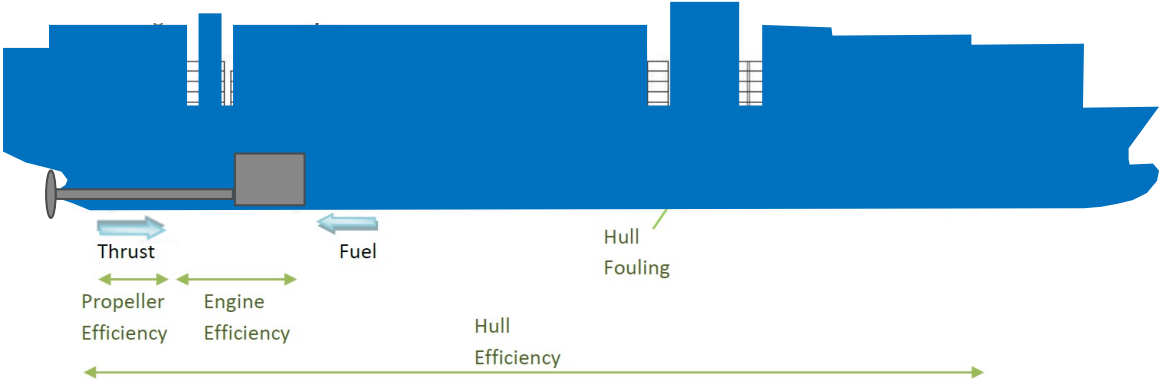 Thrust
Fuel
Hull
Fouling
Propeller
Efficiency
Engine
Efficiency
Hull
Efficiency